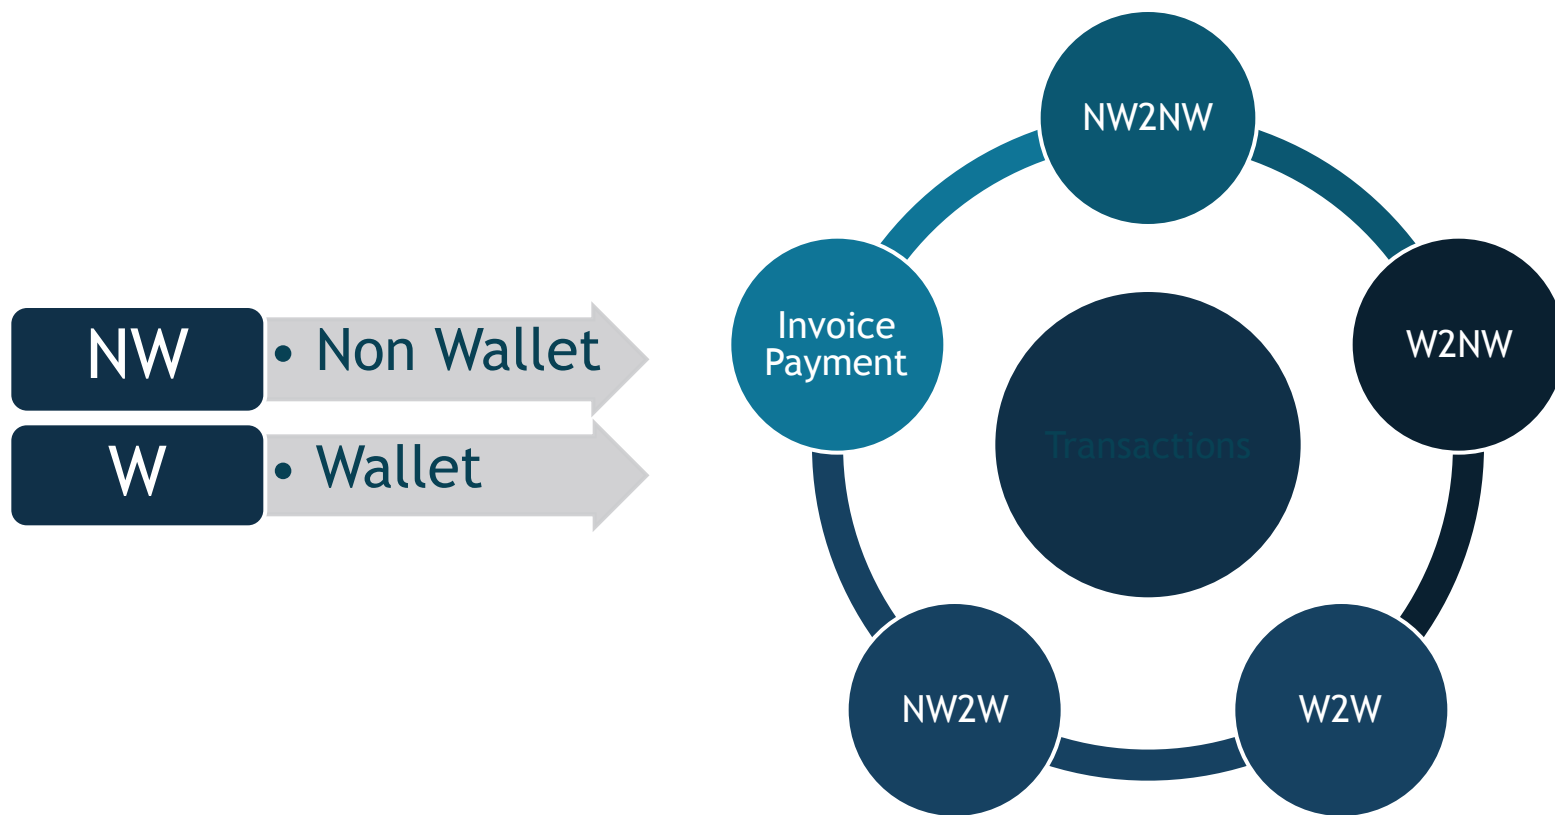 NW
• Non Wallet
W
• Wallet
NW2NW
Invoice
Payment
W2NW
Transactions
NW2W
W2W